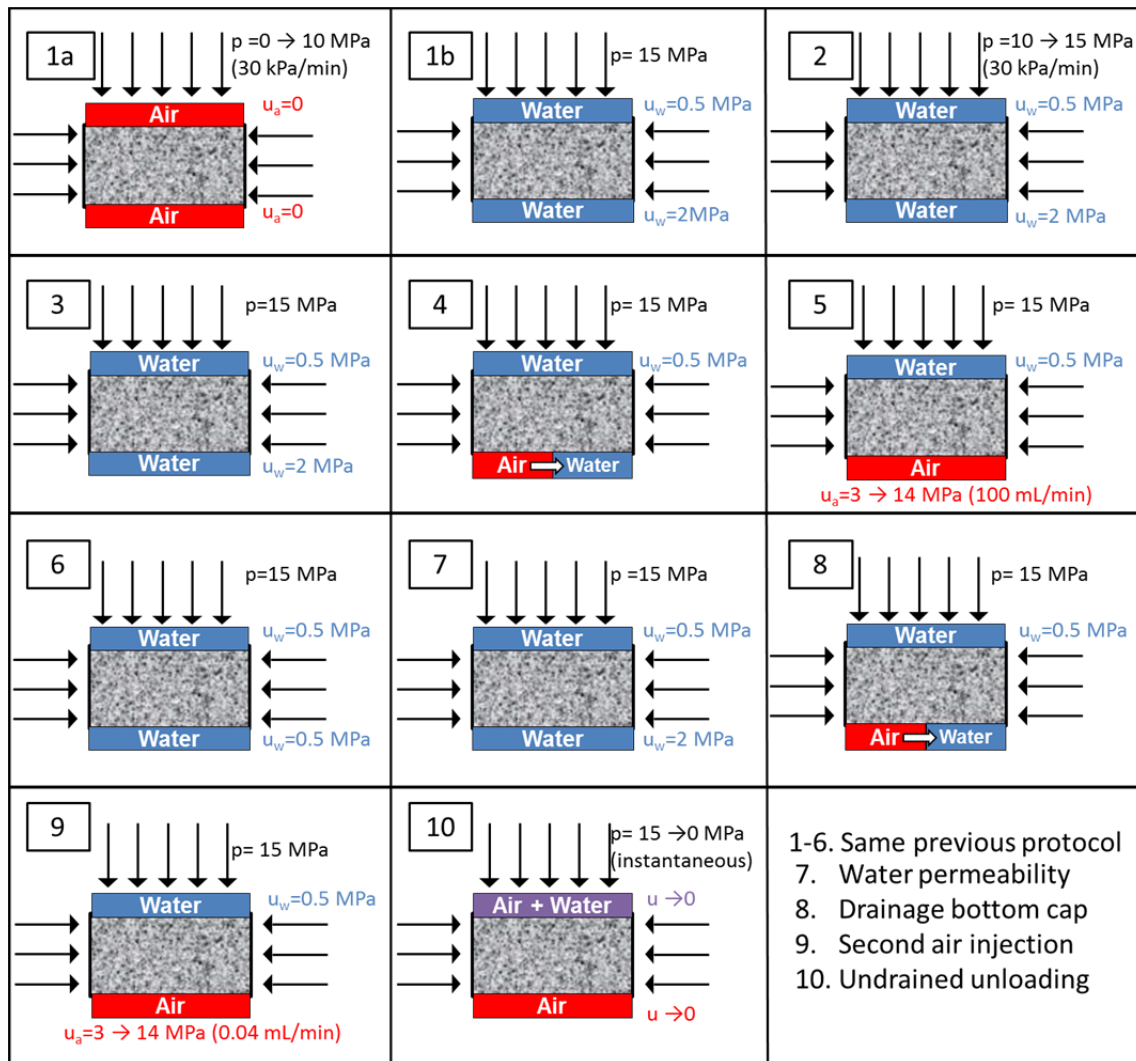 1a
p =0 → 10 MPa
(30 kPa/min)
Air
uₐ=0
Air
uₐ=0
1b
p= 15 MPa
Water
u_w=0.5 MPa
Water
u_w=2MPa
2
p=10 → 15 MPa
(30 kPa/min)
Water
u_w=0.5 MPa
Water
u_w=2 MPa
3
p=15 MPa
Water
u_w=0.5 MPa
Water
u_w=2 MPa
4
p= 15 MPa
Water
u_w=0.5 MPa
Air Water
5
p= 15 MPa
Water
u_w=0.5 MPa
Air
uₐ=3 → 14 MPa (100 mL/min)
6
p=15 MPa
Water
u_w=0.5 MPa
Water
u_w=0.5 MPa
7
p =15 MPa
Water
u_w=0.5 MPa
Water
u_w=2 MPa
8
p= 15 MPa
Water
u_w=0.5 MPa
Air Water
9
p= 15 MPa
Water
u_w=0.5 MPa
Air
uₐ=3 → 14 MPa (0.04 mL/min)
10
p= 15 →0 MPa
(instantaneous)
Air + Water
u →0
Air
u →0
1-6. Same previous protocol
7. Water permeability
8. Drainage bottom cap
9. Second air injection
10. Undrained unloading